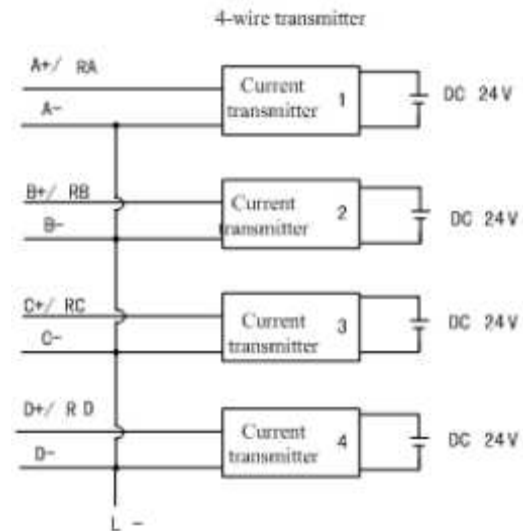 4-wire transmitter
A+/ RA
Current
transmitter
1
DC 24V
A-
B+/ RB
Current
transmitter
2
DC 24V
B-
C+/ RC
Current
transmitter
3
DC 24V
C-
D+/ R D
Current
transmitter
4
DC 24V
D-
L -